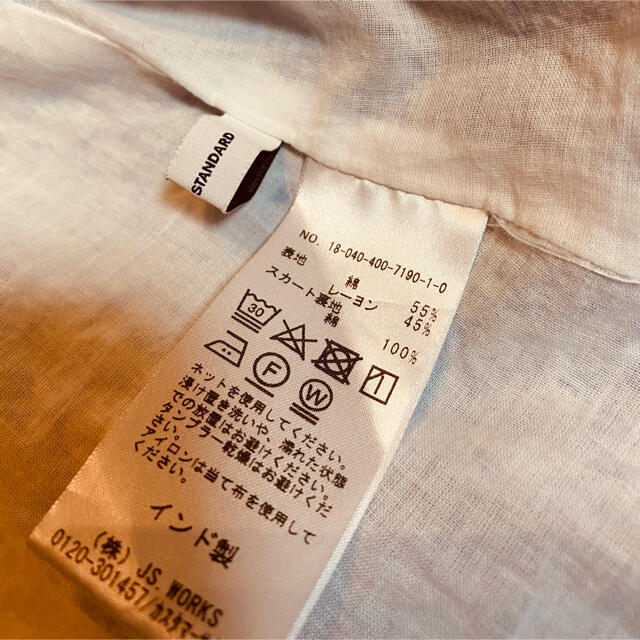 STANDARD
NO. 18-040-400-7190-1-0
表地 綿 55%
レーヨン 45%
スカート裏地 綿 100%
30
F W
ネットを使用してください。
漬け置き洗いや、濡れた状態
での放置はお避けください。
タンブラー乾燥はお避けくだ
さい。
アイロンは当て布を使用して
ください。
インド製
(株) JS. WORKS
0120-301457/カスタマー